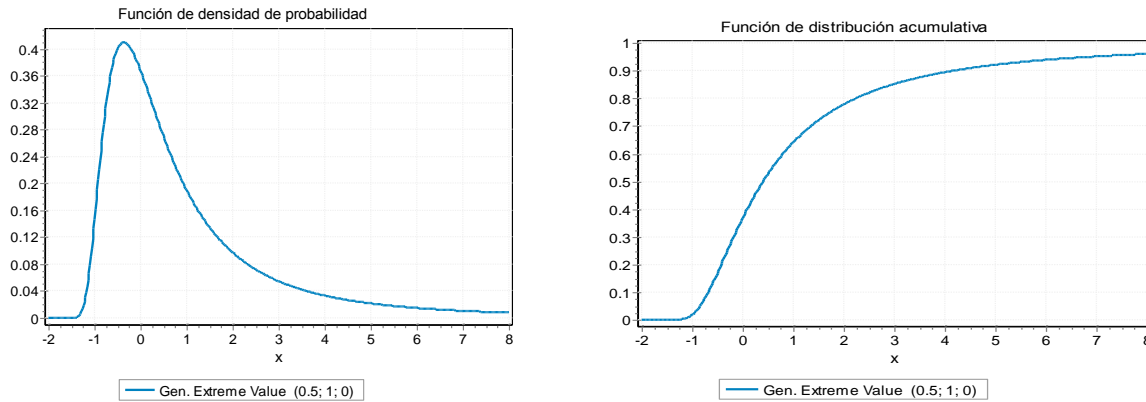 Función de densidad de probabilidad
0.4
0.36
0.32
0.28
0.24
0.2
0.16
0.12
0.08
0.04
0
-2 -1 0 1 2 3 4 5 6 7 8
x
Gen. Extreme Value (0.5; 1; 0)
Función de distribución acumulativa
1
0.9
0.8
0.7
0.6
0.5
0.4
0.3
0.2
0.1
0
-2 -1 0 1 2 3 4 5 6 7 8
x
Gen. Extreme Value (0.5; 1; 0)